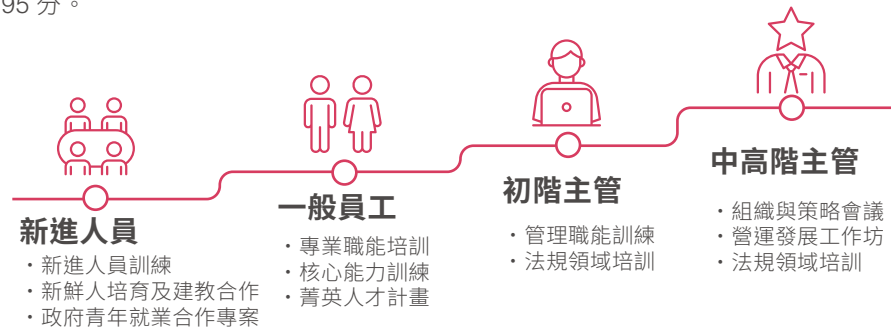 95 分。
新進人員
・新進人員訓練
・新鮮人培育及建教合作
・政府青年就業合作專案
一般員工
・專業職能培訓
・核心能力訓練
・菁英人才計畫
初階主管
・管理職能訓練
・法規領域培訓
中高階主管
・組織與策略會議
・營運發展工作坊
・法規領域培訓